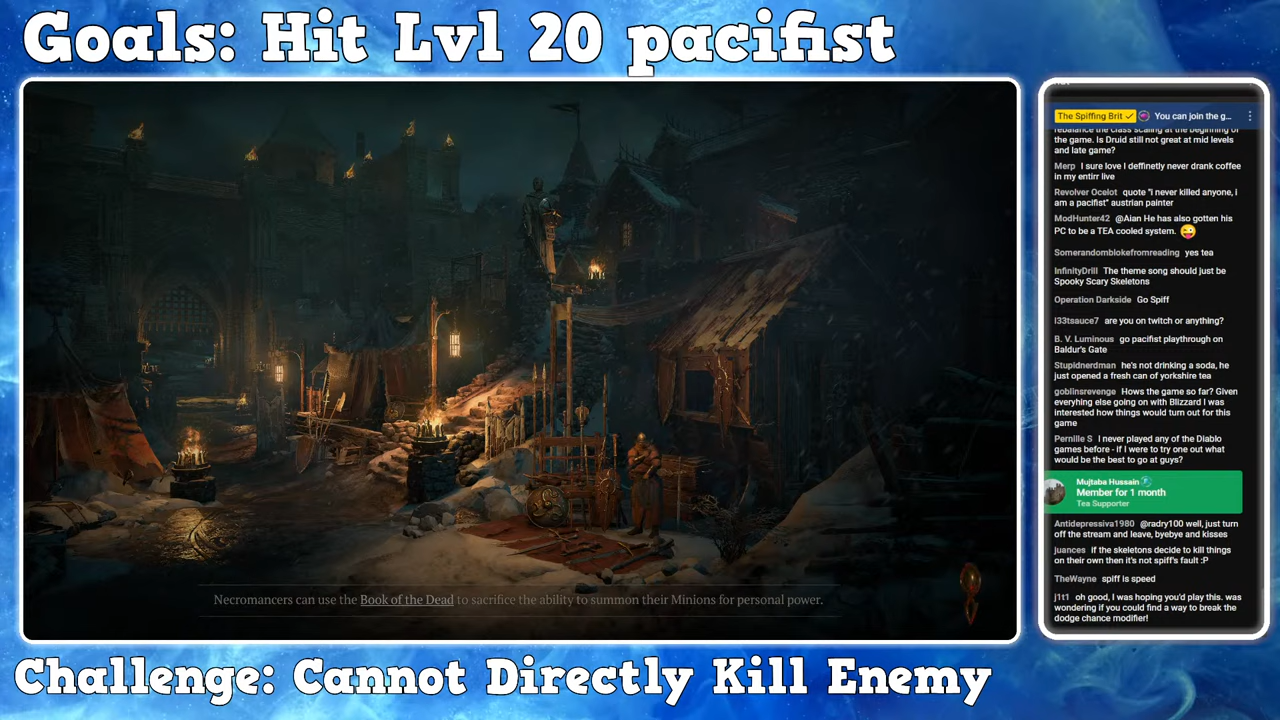 Goals: Hit Lvl 20 pacifist
Necromancers can use the Book of the Dead to sacrifice the ability to summon their Minions for personal power.
Challenge: Cannot Directly Kill Enemy
The Spiffing Brit ✓ You can join the g...
rebalance the class scaling at the beginning of
the game. Is Druid still not great at mid levels
and late game?
Merp I sure love I deffinetly never drank coffee
in my entirr live
Revolver Ocelot quote "i never killed anyone, i
am a pacifist" austrian painter
ModHunter42 @Aian He has also gotten his
PC to be a TEA cooled system. 😜
Somerandomblokefromreading yes tea
InfinityDrill The theme song should just be
Spooky Scary Skeletons
Operation Darkside Go Spiff
l33tsauce7 are you on twitch or anything?
B. V. Luminous go pacifist playthrough on
Baldur's Gate
Stupidnerdman he's not drinking a soda, he
just opened a fresh can of yorkshire tea
goblinsrevenge Hows the game so far? Given
everyhing else going on with Blizzard I was
interested how things would turn out for this
game
Pernille S I never played any of the Diablo
games before - if I were to try one out what
would be the best to go at guys?
Mujtaba Hussain
Member for 1 month
Tea Supporter
Antidepressiva1980 @radry100 well, just turn
off the stream and leave, byebye and kisses
juances if the skeletons decide to kill things
on their own then it's not spiff's fault :P
TheWayne spiff is speed
j1t1 oh good, I was hoping you'd play this. was
wondering if you could find a way to break the
dodge chance modifier!